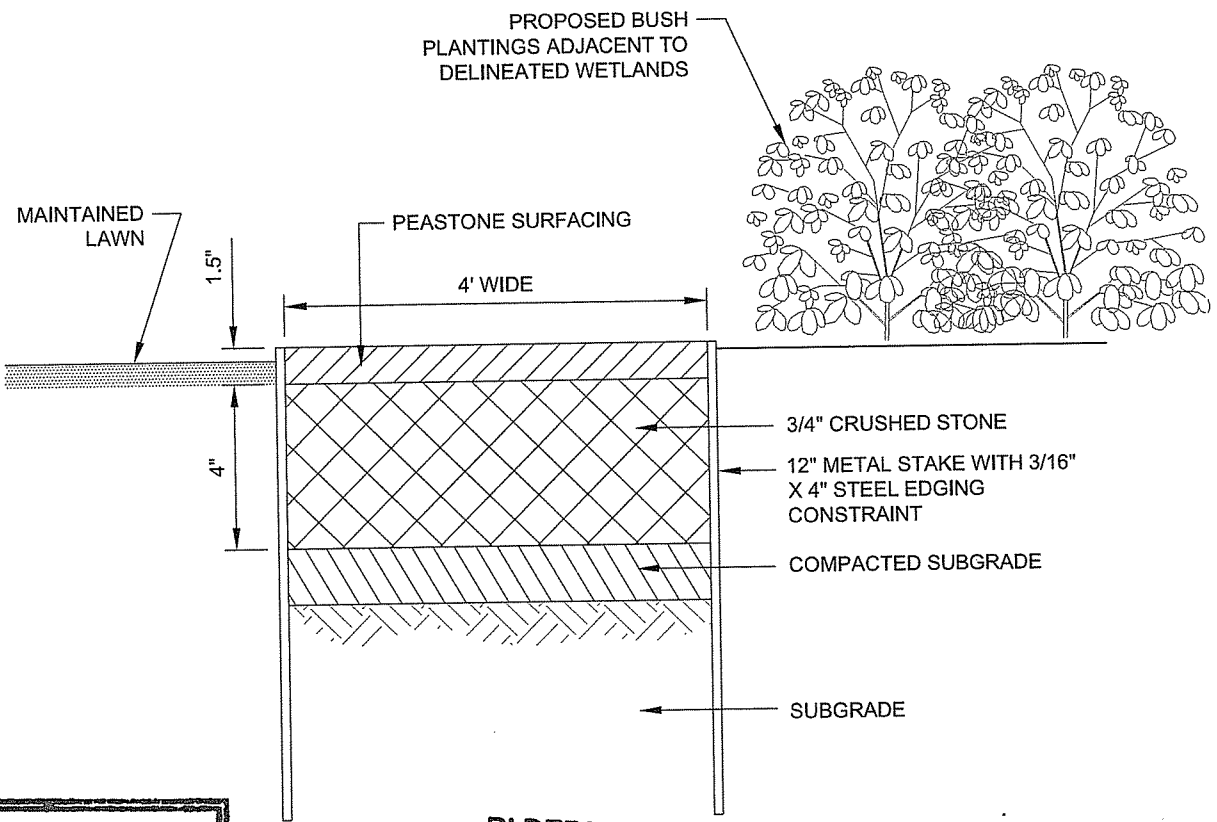 PROPOSED BUSH
PLANTINGS ADJACENT TO
DELINEATED WETLANDS
MAINTAINED
LAWN
PEASTONE SURFACING
1.5"
4' WIDE
4"
3/4" CRUSHED STONE
12" METAL STAKE WITH 3/16"
X 4" STEEL EDGING
CONSTRAINT
COMPACTED SUBGRADE
SUBGRADE